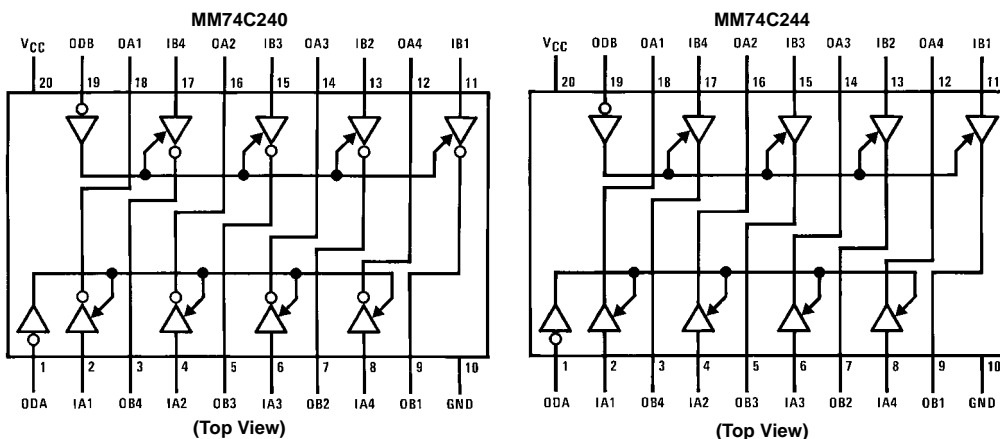 MM74C240
VCC ODB OA1 IB4 OA2 IB3 OA3 IB2 OA4 IB1
20 19 18 17 16 15 14 13 12 11
1 2 3 4 5 6 7 8 9 10
ODA IA1 OB4 IA2 OB3 IA3 OB2 IA4 OB1 GND
(Top View)
MM74C244
VCC ODB OA1 IB4 OA2 IB3 OA3 IB2 OA4 IB1
20 19 18 17 16 15 14 13 12 11
1 2 3 4 5 6 7 8 9 10
ODA IA1 OB4 IA2 OB3 IA3 OB2 IA4 OB1 GND
(Top View)